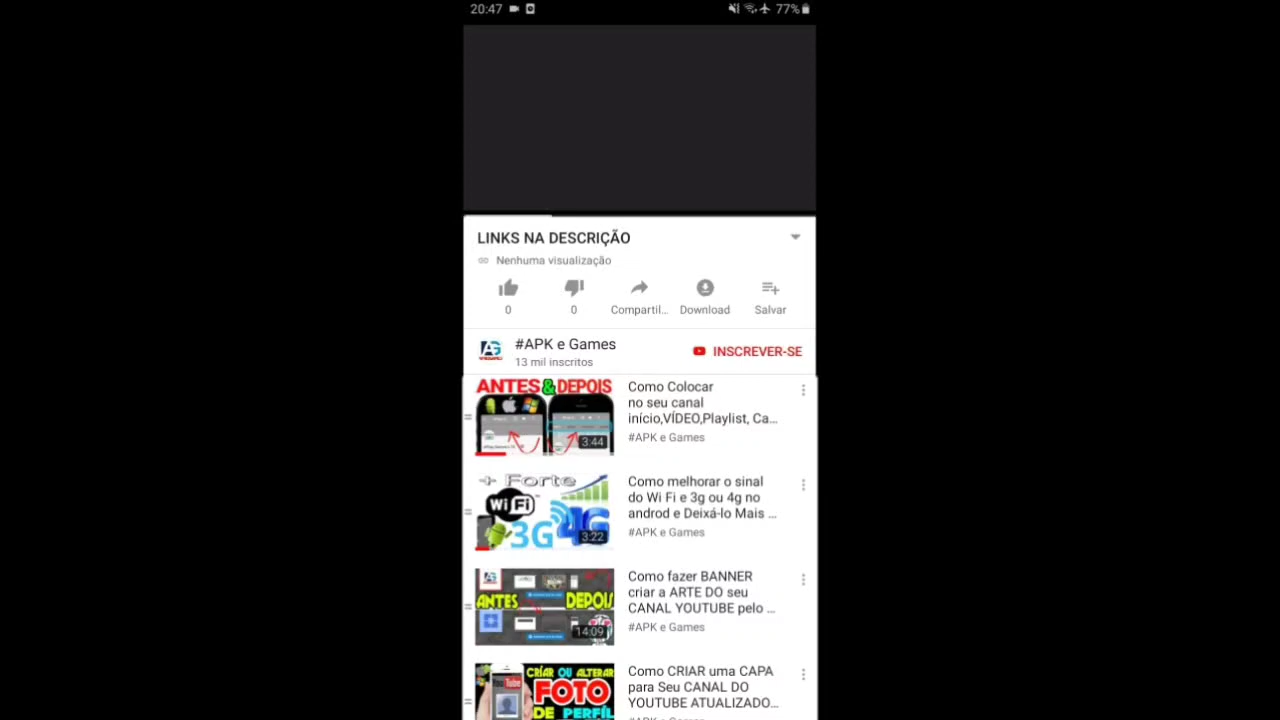 20:47
77%
LINKS NA DESCRIÇÃO
Nenhuma visualização
0
0
Compartil...
Download
Salvar
#APK e Games
13 mil inscritos
INSCREVER-SE
ANTES & DEPOIS
3:44
Como Colocar
no seu canal
início,VÍDEO,Playlist, Ca...
#APK e Games
+ Forte
Wi Fi
3G
4G
3:22
Como melhorar o sinal
do Wi Fi e 3g ou 4g no
androd e Deixá-lo Mais ...
#APK e Games
ANTES
DEPOIS
14:09
Como fazer BANNER
criar a ARTE DO seu
CANAL YOUTUBE pelo ...
#APK e Games
CRÍAR OU ALTERAR
YouTube
FOTO
DE PERFÍL
Como CRIAR uma CAPA
para Seu CANAL DO
YOUTUBE ATUALIZADO...